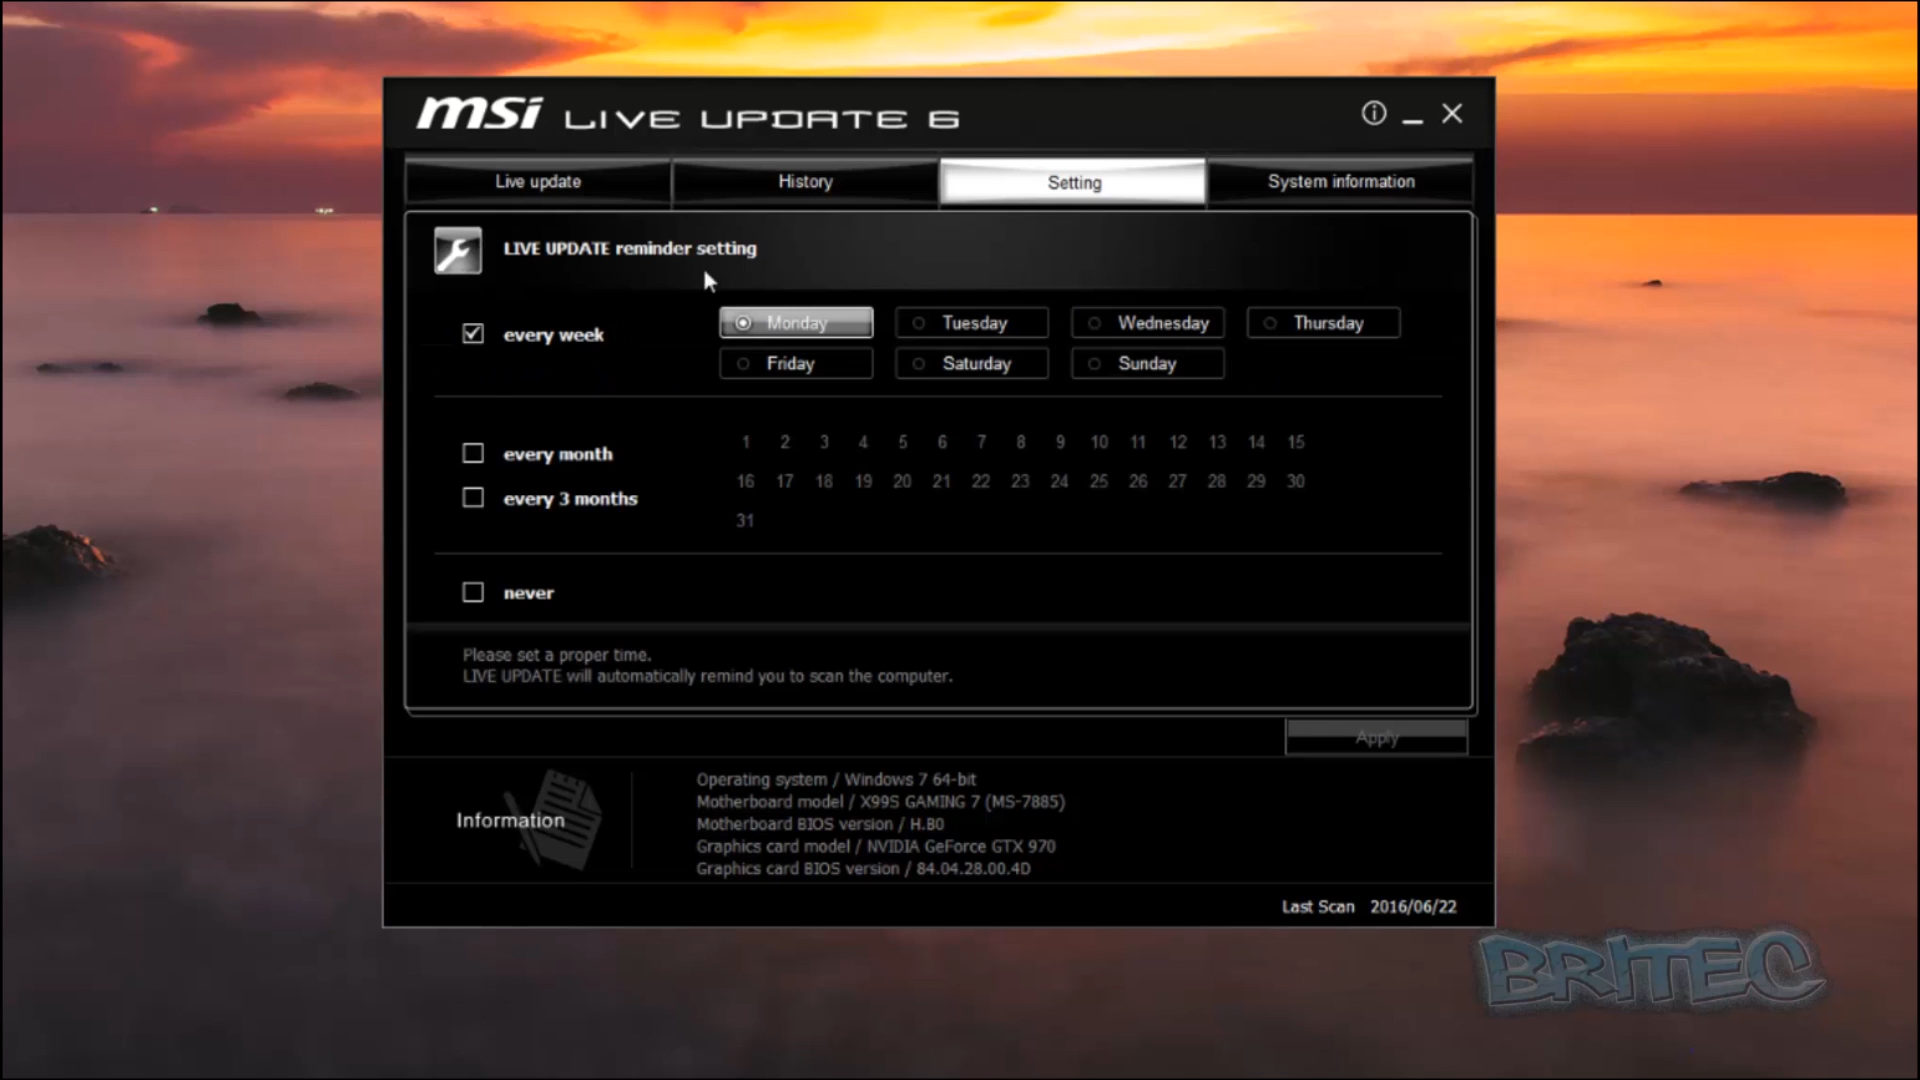 msi LIVE UPDATE 6
Live update History Setting System information
LIVE UPDATE reminder setting
every week
Monday Tuesday Wednesday Thursday
Friday Saturday Sunday
every month
every 3 months
1 2 3 4 5 6 7 8 9 10 11 12 13 14 15
16 17 18 19 20 21 22 23 24 25 26 27 28 29 30
31
never
Please set a proper time.
LIVE UPDATE will automatically remind you to scan the computer.
Apply
Information
Operating system / Windows 7 64-bit
Motherboard model / X99S GAMING 7 (MS-7885)
Motherboard BIOS version / H.B0
Graphics card model / NVIDIA GeForce GTX 970
Graphics card BIOS version / 84.04.28.00.4D
Last Scan 2016/06/22
BRITEC